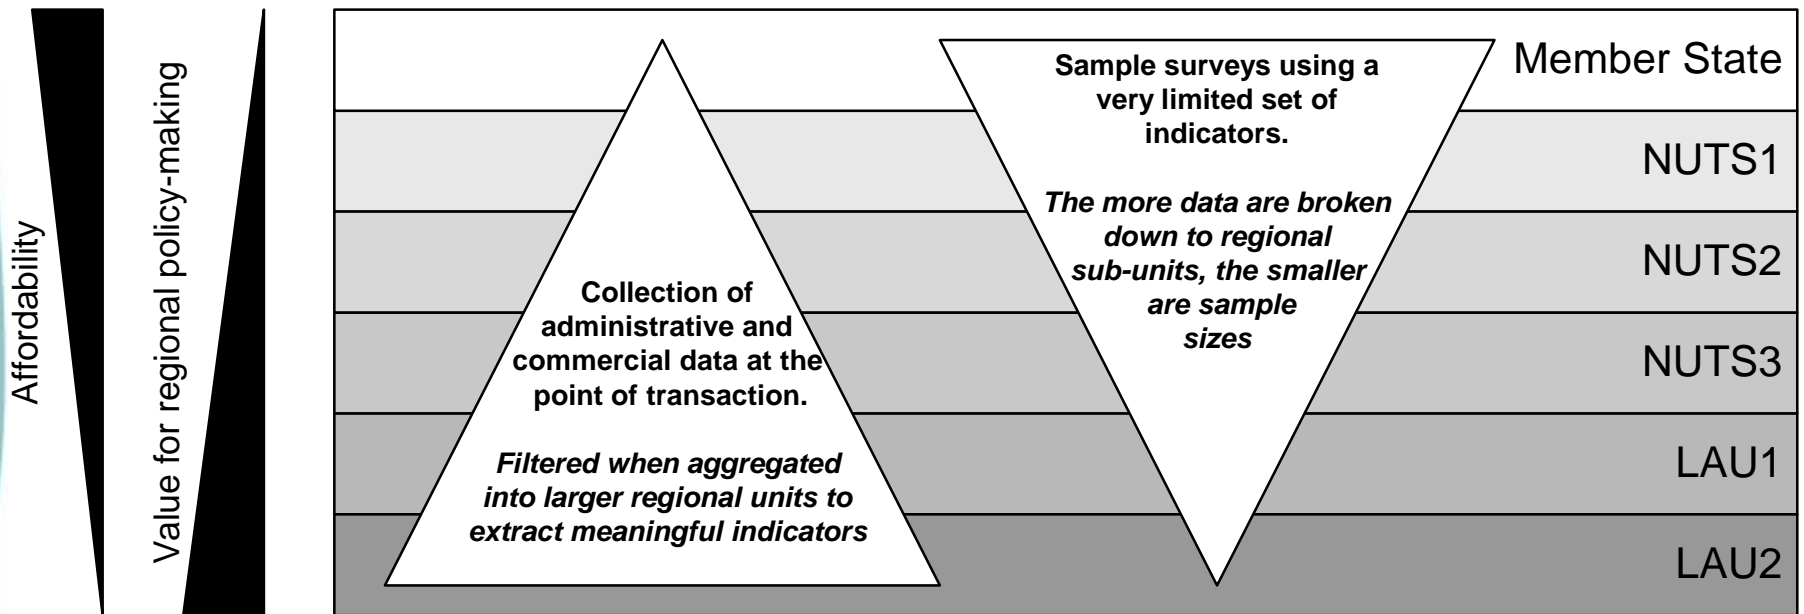 Affordability
Value for regional policy-making
Collection of
administrative and
commercial data at the
point of transaction.
Filtered when aggregated
into larger regional units to
extract meaningful indicators
Sample surveys using a
very limited set of
indicators.
The more data are broken
down to regional
sub-units, the smaller
are sample
sizes
Member State
NUTS1
NUTS2
NUTS3
LAU1
LAU2